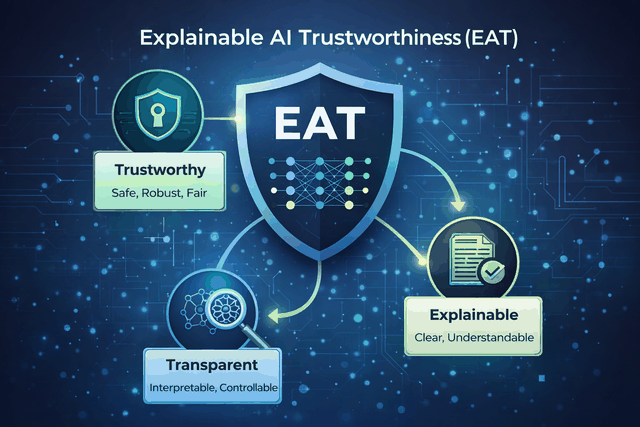 Explainable AI Trustworthiness (EAT)
EAT
Trustworthy
Safe, Robust, Fair
Explainable
Clear, Understandable
Transparent
Interpretable, Controllable